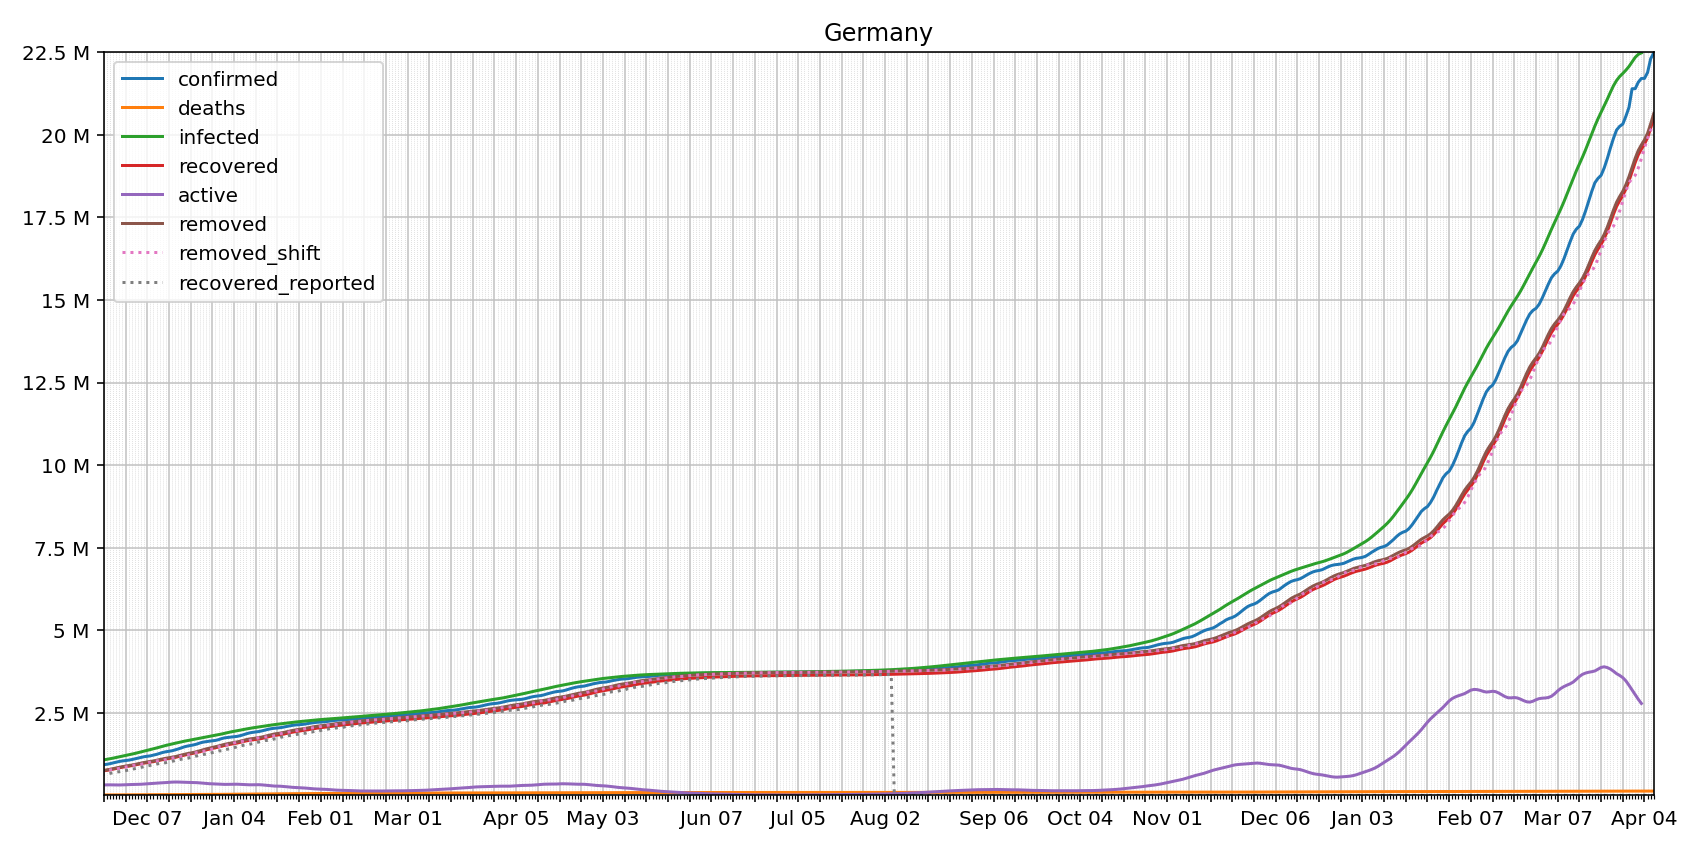 Germany
22.5 M
20 M
17.5 M
15 M
12.5 M
10 M
7.5 M
5 M
2.5 M
confirmed
deaths
infected
recovered
active
removed
removed_shift
recovered_reported
Dec 07 Jan 04 Feb 01 Mar 01 Apr 05 May 03 Jun 07 Jul 05 Aug 02 Sep 06 Oct 04 Nov 01 Dec 06 Jan 03 Feb 07 Mar 07 Apr 04